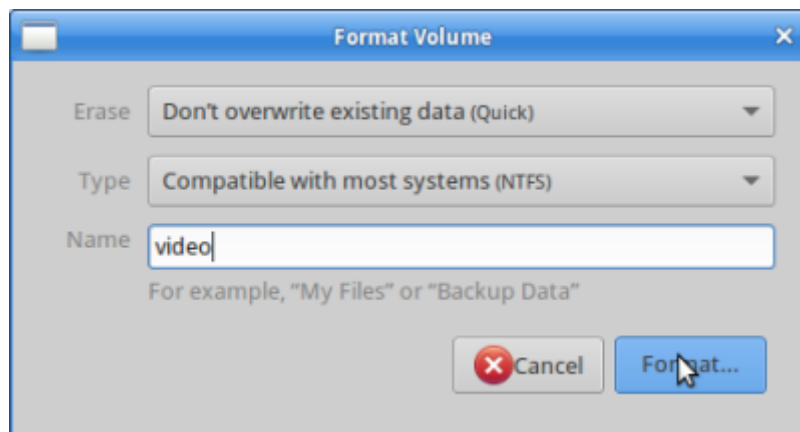 Format Volume
Erase Don't overwrite existing data (Quick)
Type Compatible with most systems (NTFS)
Name video
For example, “My Files” or “Backup Data”
Cancel Format...